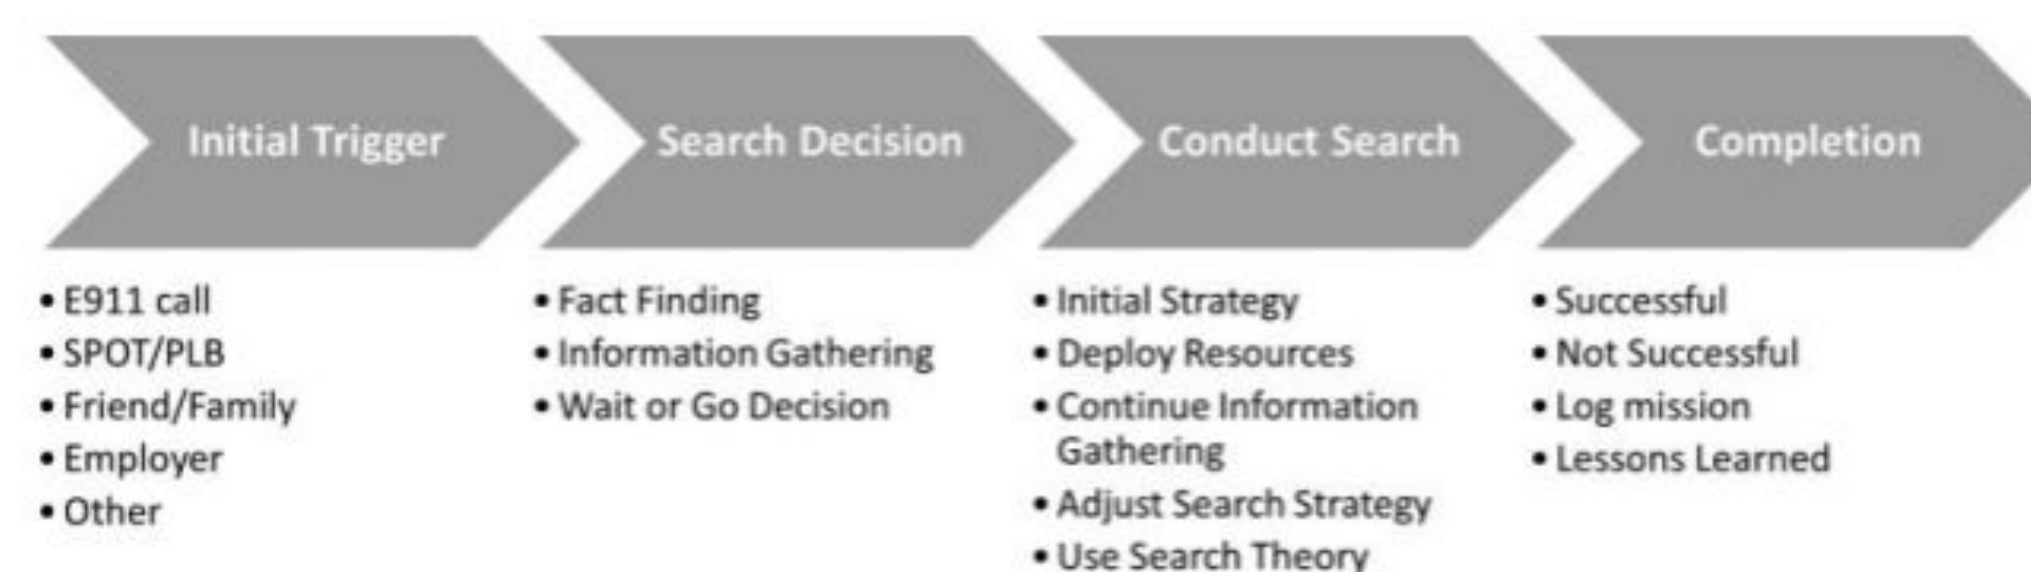 Initial Trigger
• E911 call
• SPOT/PLB
• Friend/Family
• Employer
• Other
Search Decision
• Fact Finding
• Information Gathering
• Wait or Go Decision
Conduct Search
• Initial Strategy
• Deploy Resources
• Continue Information
Gathering
• Adjust Search Strategy
• Use Search Theory
Completion
• Successful
• Not Successful
• Log mission
• Lessons Learned